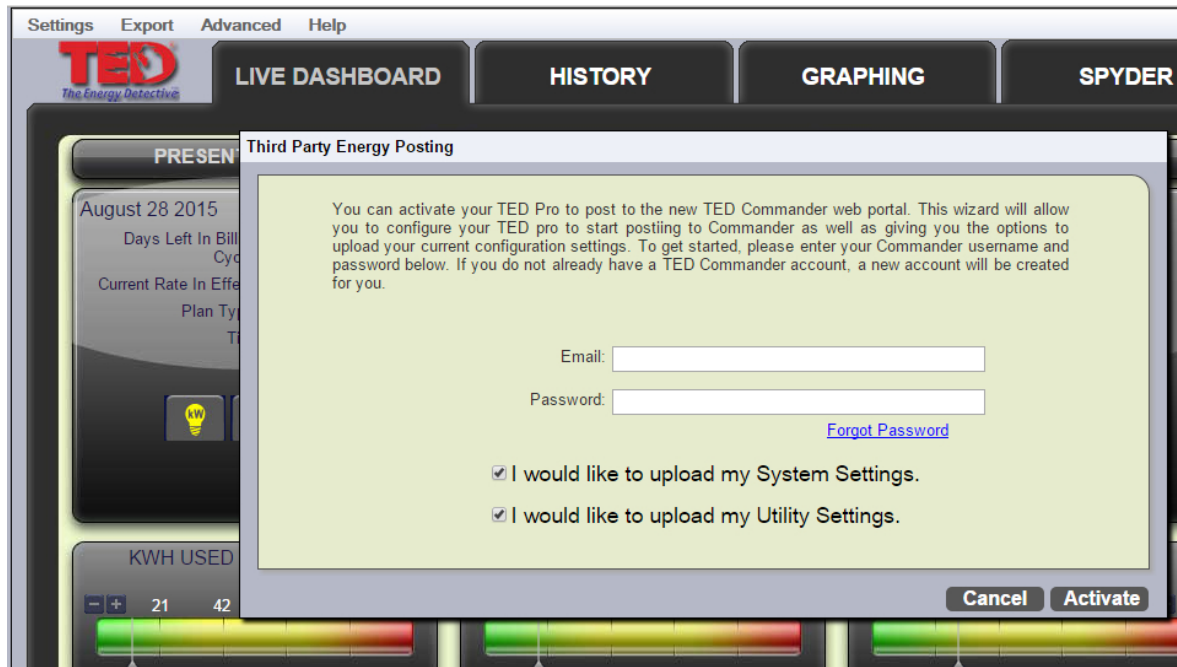 Settings Export Advanced Help
TED
The Energy Detective
LIVE DASHBOARD
HISTORY
GRAPHING
SPYDER
PRESENT
Third Party Energy Posting
August 28 2015
Days Left In Bill
Cyc
Current Rate In Effe
Plan Typ
Ti
kW
You can activate your TED Pro to post to the new TED Commander web portal. This wizard will allow
you to configure your TED pro to start postiing to Commander as well as giving you the options to
upload your current configuration settings. To get started, please enter your Commander username and
password below. If you do not already have a TED Commander account, a new account will be created
for you.
Email:
Password:
Forgot Password
I would like to upload my System Settings.
I would like to upload my Utility Settings.
KWH USED
21 42
Cancel Activate